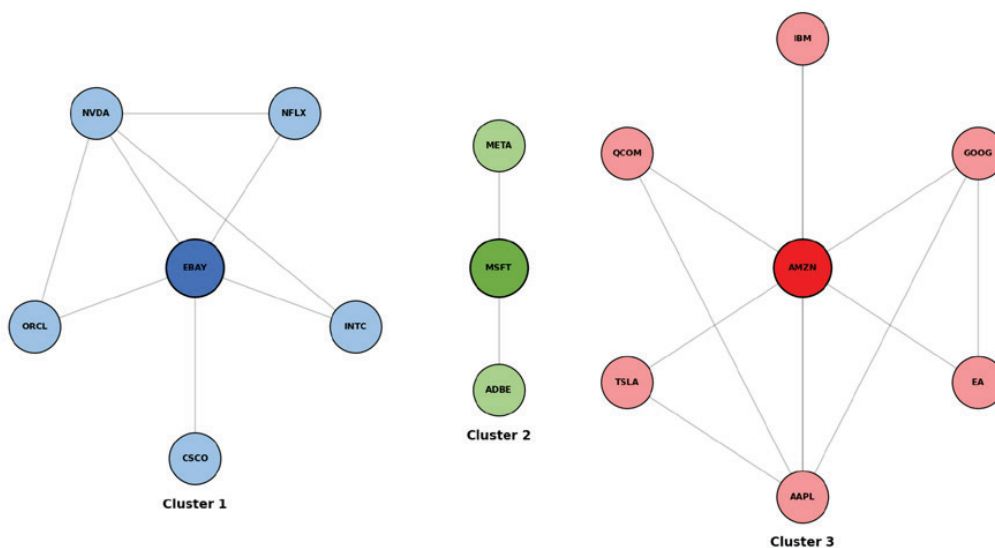 NVDA
NFLX
EBAY
ORCL
INTC
CSCO
Cluster 1
META
MSFT
ADBE
Cluster 2
IBM
QCOM
GOOG
AMZN
TSLA
EA
AAPL
Cluster 3